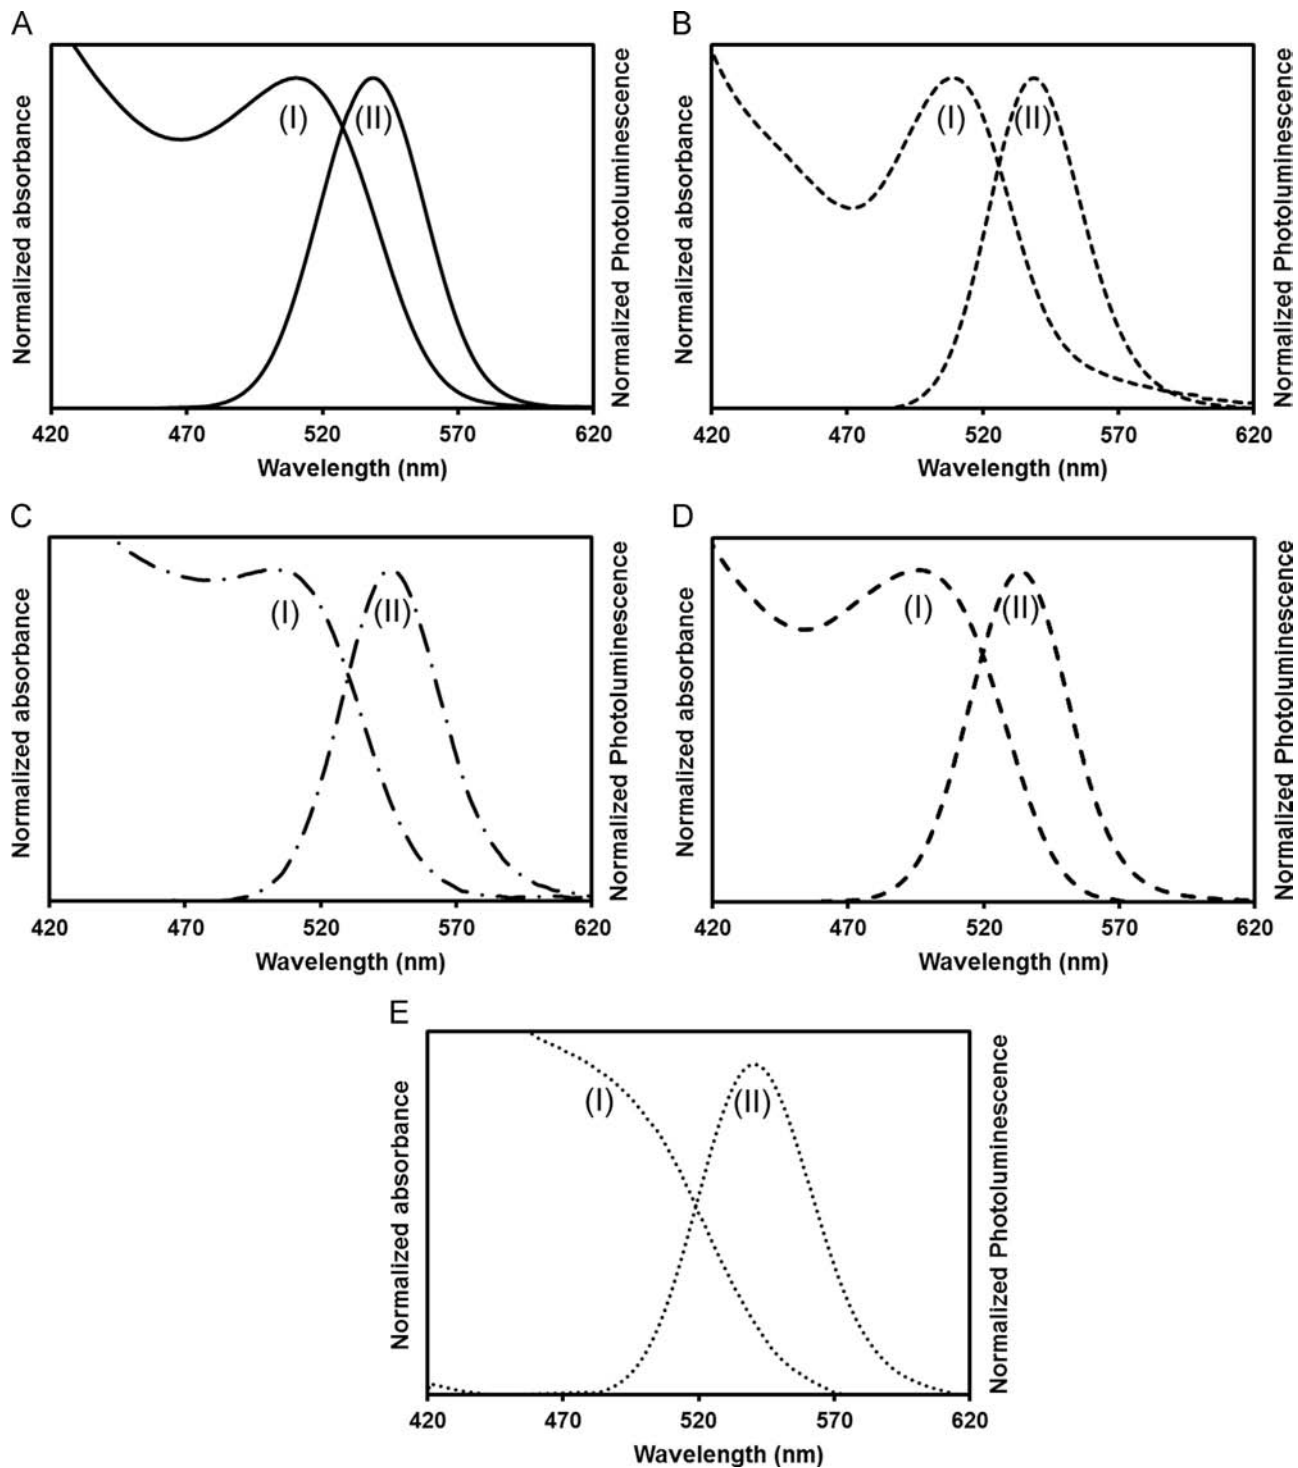 A
Normalized absorbance
(I)
(II)
Normalized Photoluminescence
420 470 520 570 620
Wavelength (nm)
B
Normalized absorbance
(I)
(II)
Normalized Photoluminescence
420 470 520 570 620
Wavelength (nm)
C
Normalized absorbance
(I)
(II)
Normalized Photoluminescence
420 470 520 570 620
Wavelength (nm)
D
Normalized absorbance
(I)
(II)
Normalized Photoluminescence
420 470 520 570 620
Wavelength (nm)
E
Normalized absorbance
(I)
(II)
Normalized Photoluminescence
420 470 520 570 620
Wavelength (nm)